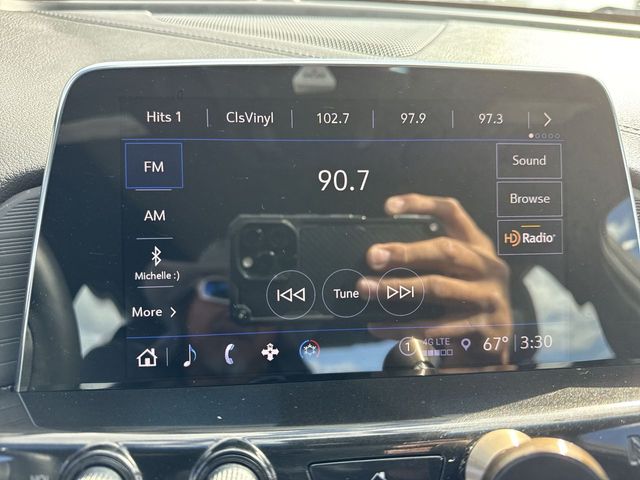 Hits 1 ClsVinyl 102.7 97.9 97.3
FM
90.7
Sound
AM
Browse
HD Radio
Michelle :)
Tune
More
1 4G LTE 67° 3:30